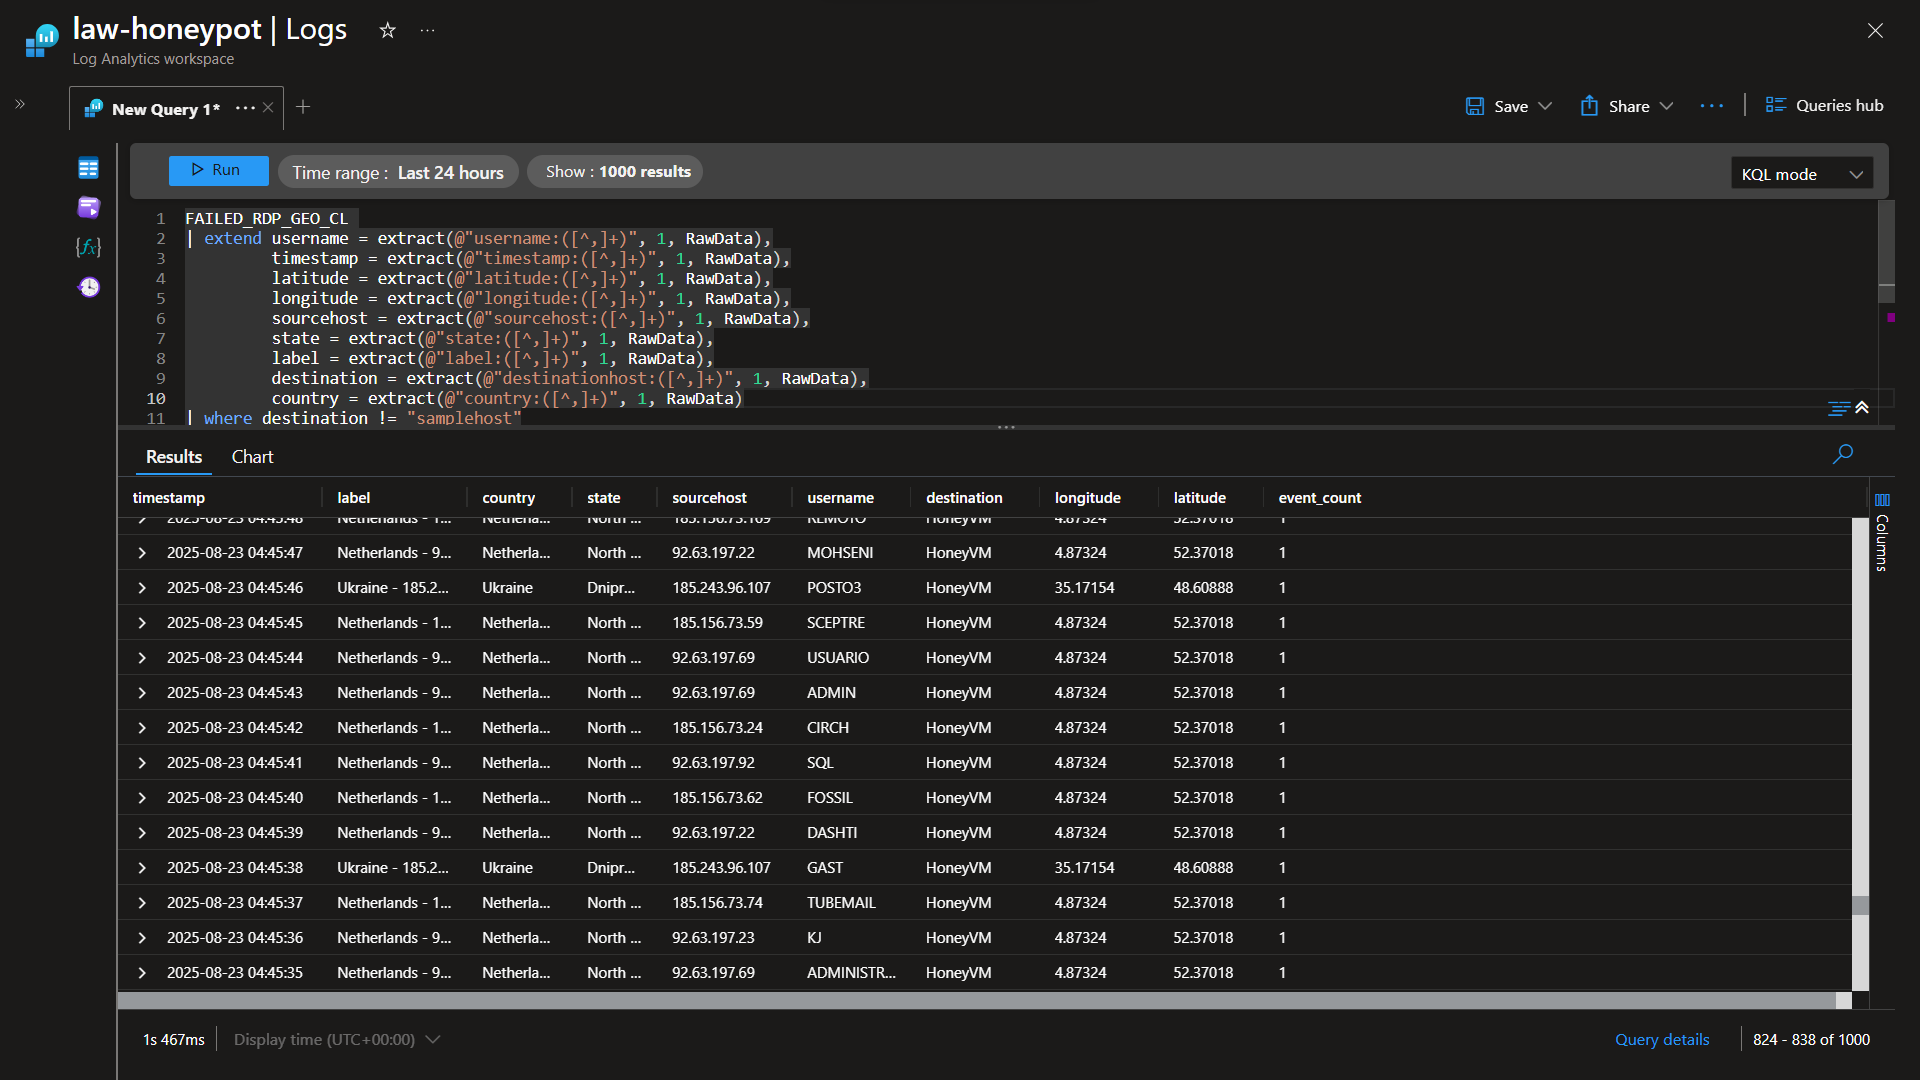 law-honeypot | Logs
Log Analytics workspace
New Query 1*
Save
Share
Queries hub
Run
Time range : Last 24 hours
Show : 1000 results
KQL mode
1 FAILED_RDP_GEO_CL
2 | extend username = extract(@"username:([^,]+)", 1, RawData),
3 timestamp = extract(@"timestamp:([^,]+)", 1, RawData),
4 latitude = extract(@"latitude:([^,]+)", 1, RawData),
5 longitude = extract(@"longitude:([^,]+)", 1, RawData),
6 sourcehost = extract(@"sourcehost:([^,]+)", 1, RawData),
7 state = extract(@"state:([^,]+)", 1, RawData),
8 label = extract(@"label:([^,]+)", 1, RawData),
9 destination = extract(@"destinationhost:([^,]+)", 1, RawData),
10 country = extract(@"country:([^,]+)", 1, RawData)
11 | where destination != "samplehost"
Results Chart
timestamp label country state sourcehost username destination longitude latitude event_count
2025-08-23 04:45:48 Netherlands - 1... Netherla... North ... 185.156.73.169 REMOTO HoneyVM 4.87324 52.37018 1
2025-08-23 04:45:47 Netherlands - 9... Netherla... North ... 92.63.197.22 MOHSENI HoneyVM 4.87324 52.37018 1
2025-08-23 04:45:46 Ukraine - 185.2... Ukraine Dnipr... 185.243.96.107 POSTO3 HoneyVM 35.17154 48.60888 1
2025-08-23 04:45:45 Netherlands - 1... Netherla... North ... 185.156.73.59 SCEPTRE HoneyVM 4.87324 52.37018 1
2025-08-23 04:45:44 Netherlands - 9... Netherla... North ... 92.63.197.69 USUARIO HoneyVM 4.87324 52.37018 1
2025-08-23 04:45:43 Netherlands - 9... Netherla... North ... 92.63.197.69 ADMIN HoneyVM 4.87324 52.37018 1
2025-08-23 04:45:42 Netherlands - 1... Netherla... North ... 185.156.73.24 CIRCH HoneyVM 4.87324 52.37018 1
2025-08-23 04:45:41 Netherlands - 9... Netherla... North ... 92.63.197.92 SQL HoneyVM 4.87324 52.37018 1
2025-08-23 04:45:40 Netherlands - 1... Netherla... North ... 185.156.73.62 FOSSIL HoneyVM 4.87324 52.37018 1
2025-08-23 04:45:39 Netherlands - 9... Netherla... North ... 92.63.197.22 DASHTI HoneyVM 4.87324 52.37018 1
2025-08-23 04:45:38 Ukraine - 185.2... Ukraine Dnipr... 185.243.96.107 GAST HoneyVM 35.17154 48.60888 1
2025-08-23 04:45:37 Netherlands - 1... Netherla... North ... 185.156.73.74 TUBEMAIL HoneyVM 4.87324 52.37018 1
2025-08-23 04:45:36 Netherlands - 9... Netherla... North ... 92.63.197.23 KJ HoneyVM 4.87324 52.37018 1
2025-08-23 04:45:35 Netherlands - 9... Netherla... North ... 92.63.197.69 ADMINISTR... HoneyVM 4.87324 52.37018 1
Columns
1s 467ms
Display time (UTC+00:00)
Query details
824 - 838 of 1000